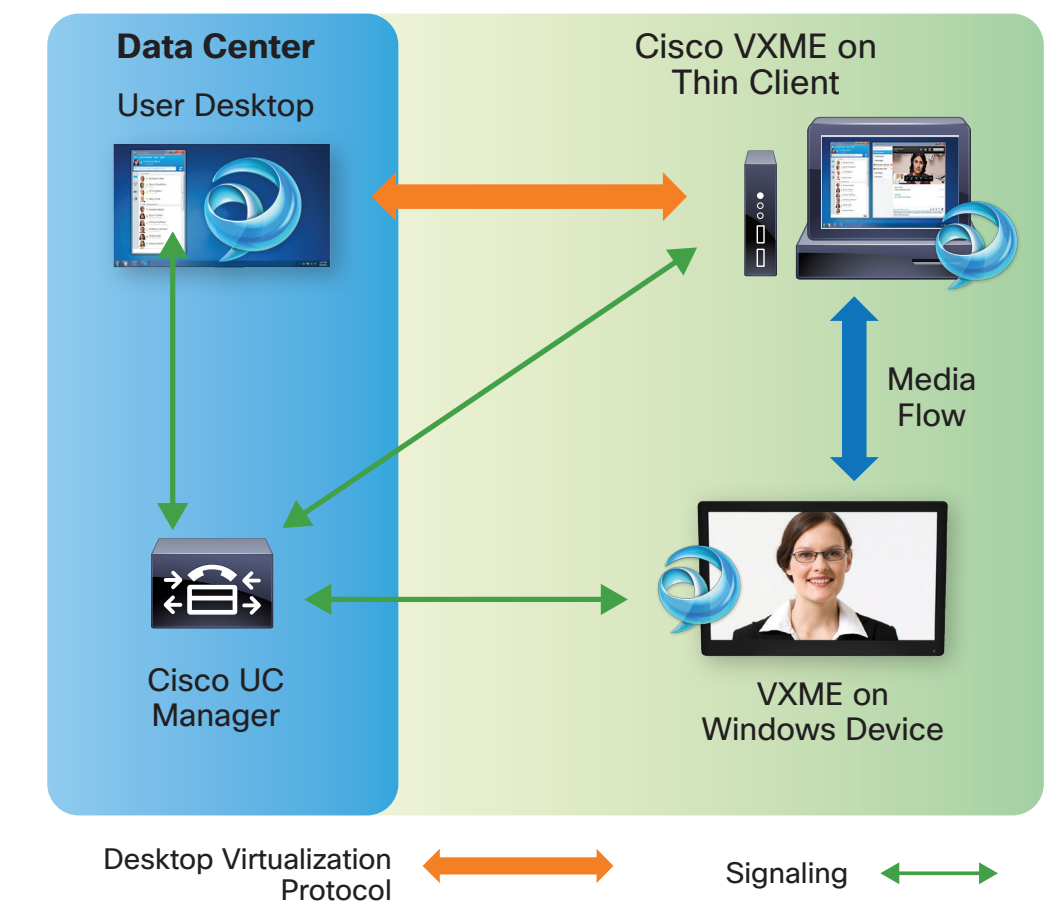 Data Center
User Desktop
Cisco VXME on
Thin Client
Media
Flow
Cisco UC
Manager
VXME on
Windows Device
Desktop Virtualization
Protocol
Signaling